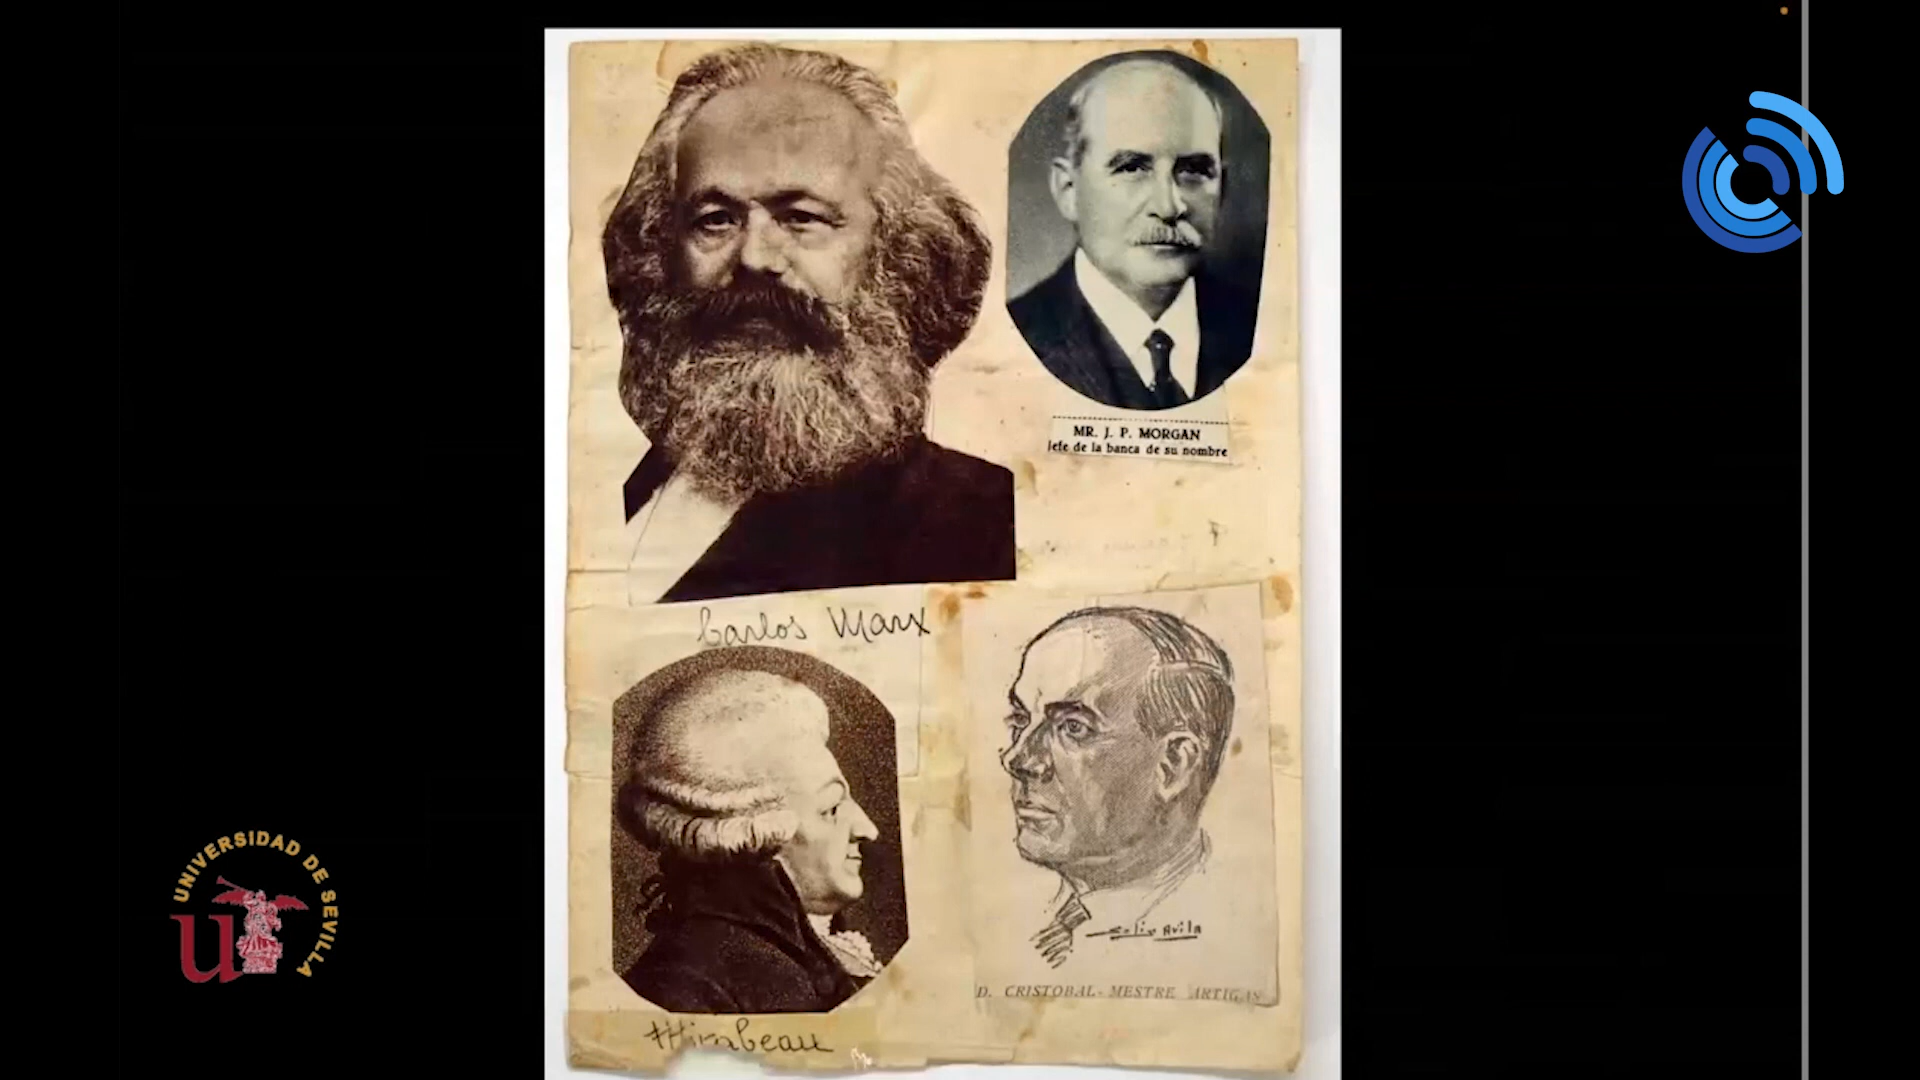 MR. J. P. MORGAN
Jefe de la banca de su nombre
Carlos Marx
Mirabeau
D. CRISTOBAL-MESTRE ARTIGAS
UNIVERSIDAD DE SEVILLA